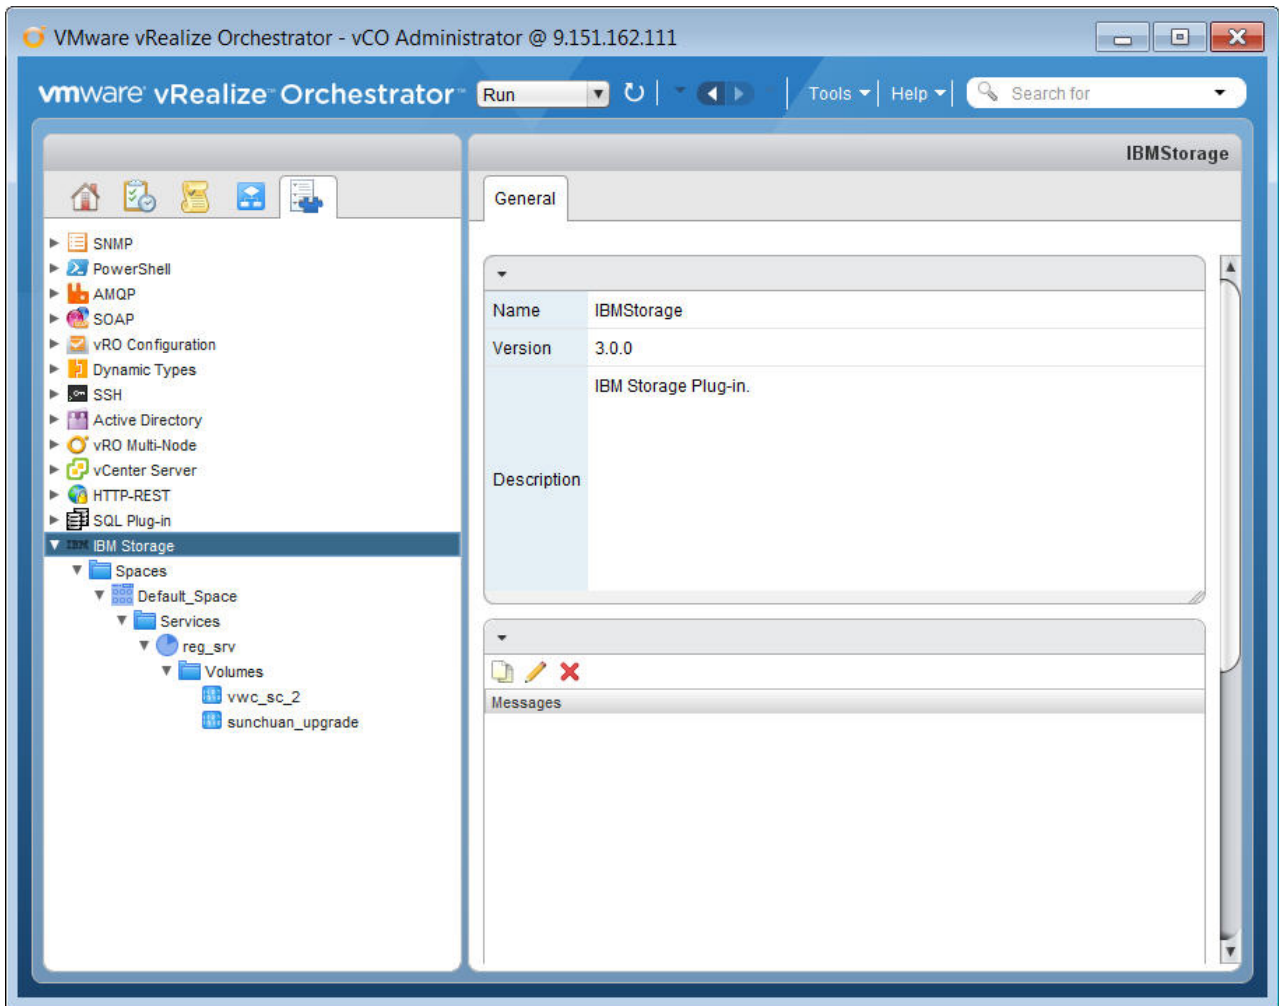 VMware vRealize Orchestrator - vCO Administrator @ 9.151.162.111
vmware® vRealize™ Orchestrator™ Run Tools Help Search for
IBMStorage
General
SNMP
PowerShell
AMQP
SOAP
vRO Configuration
Dynamic Types
SSH
Active Directory
vRO Multi-Node
vCenter Server
HTTP-REST
SQL Plug-in
IBM IBM Storage
Spaces
Default_Space
Services
reg_srv
Volumes
vwc_sc_2
sunchuan_upgrade
Name IBMStorage
Version 3.0.0
Description IBM Storage Plug-in.
Messages